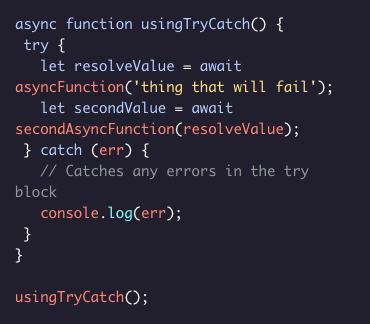 async function usingTryCatch() {
 try {
   let resolveValue = await
asyncFunction('thing that will fail');
   let secondValue = await
secondAsyncFunction(resolveValue);
 } catch (err) {
   // Catches any errors in the try
block
   console.log(err);
 }
}

usingTryCatch();